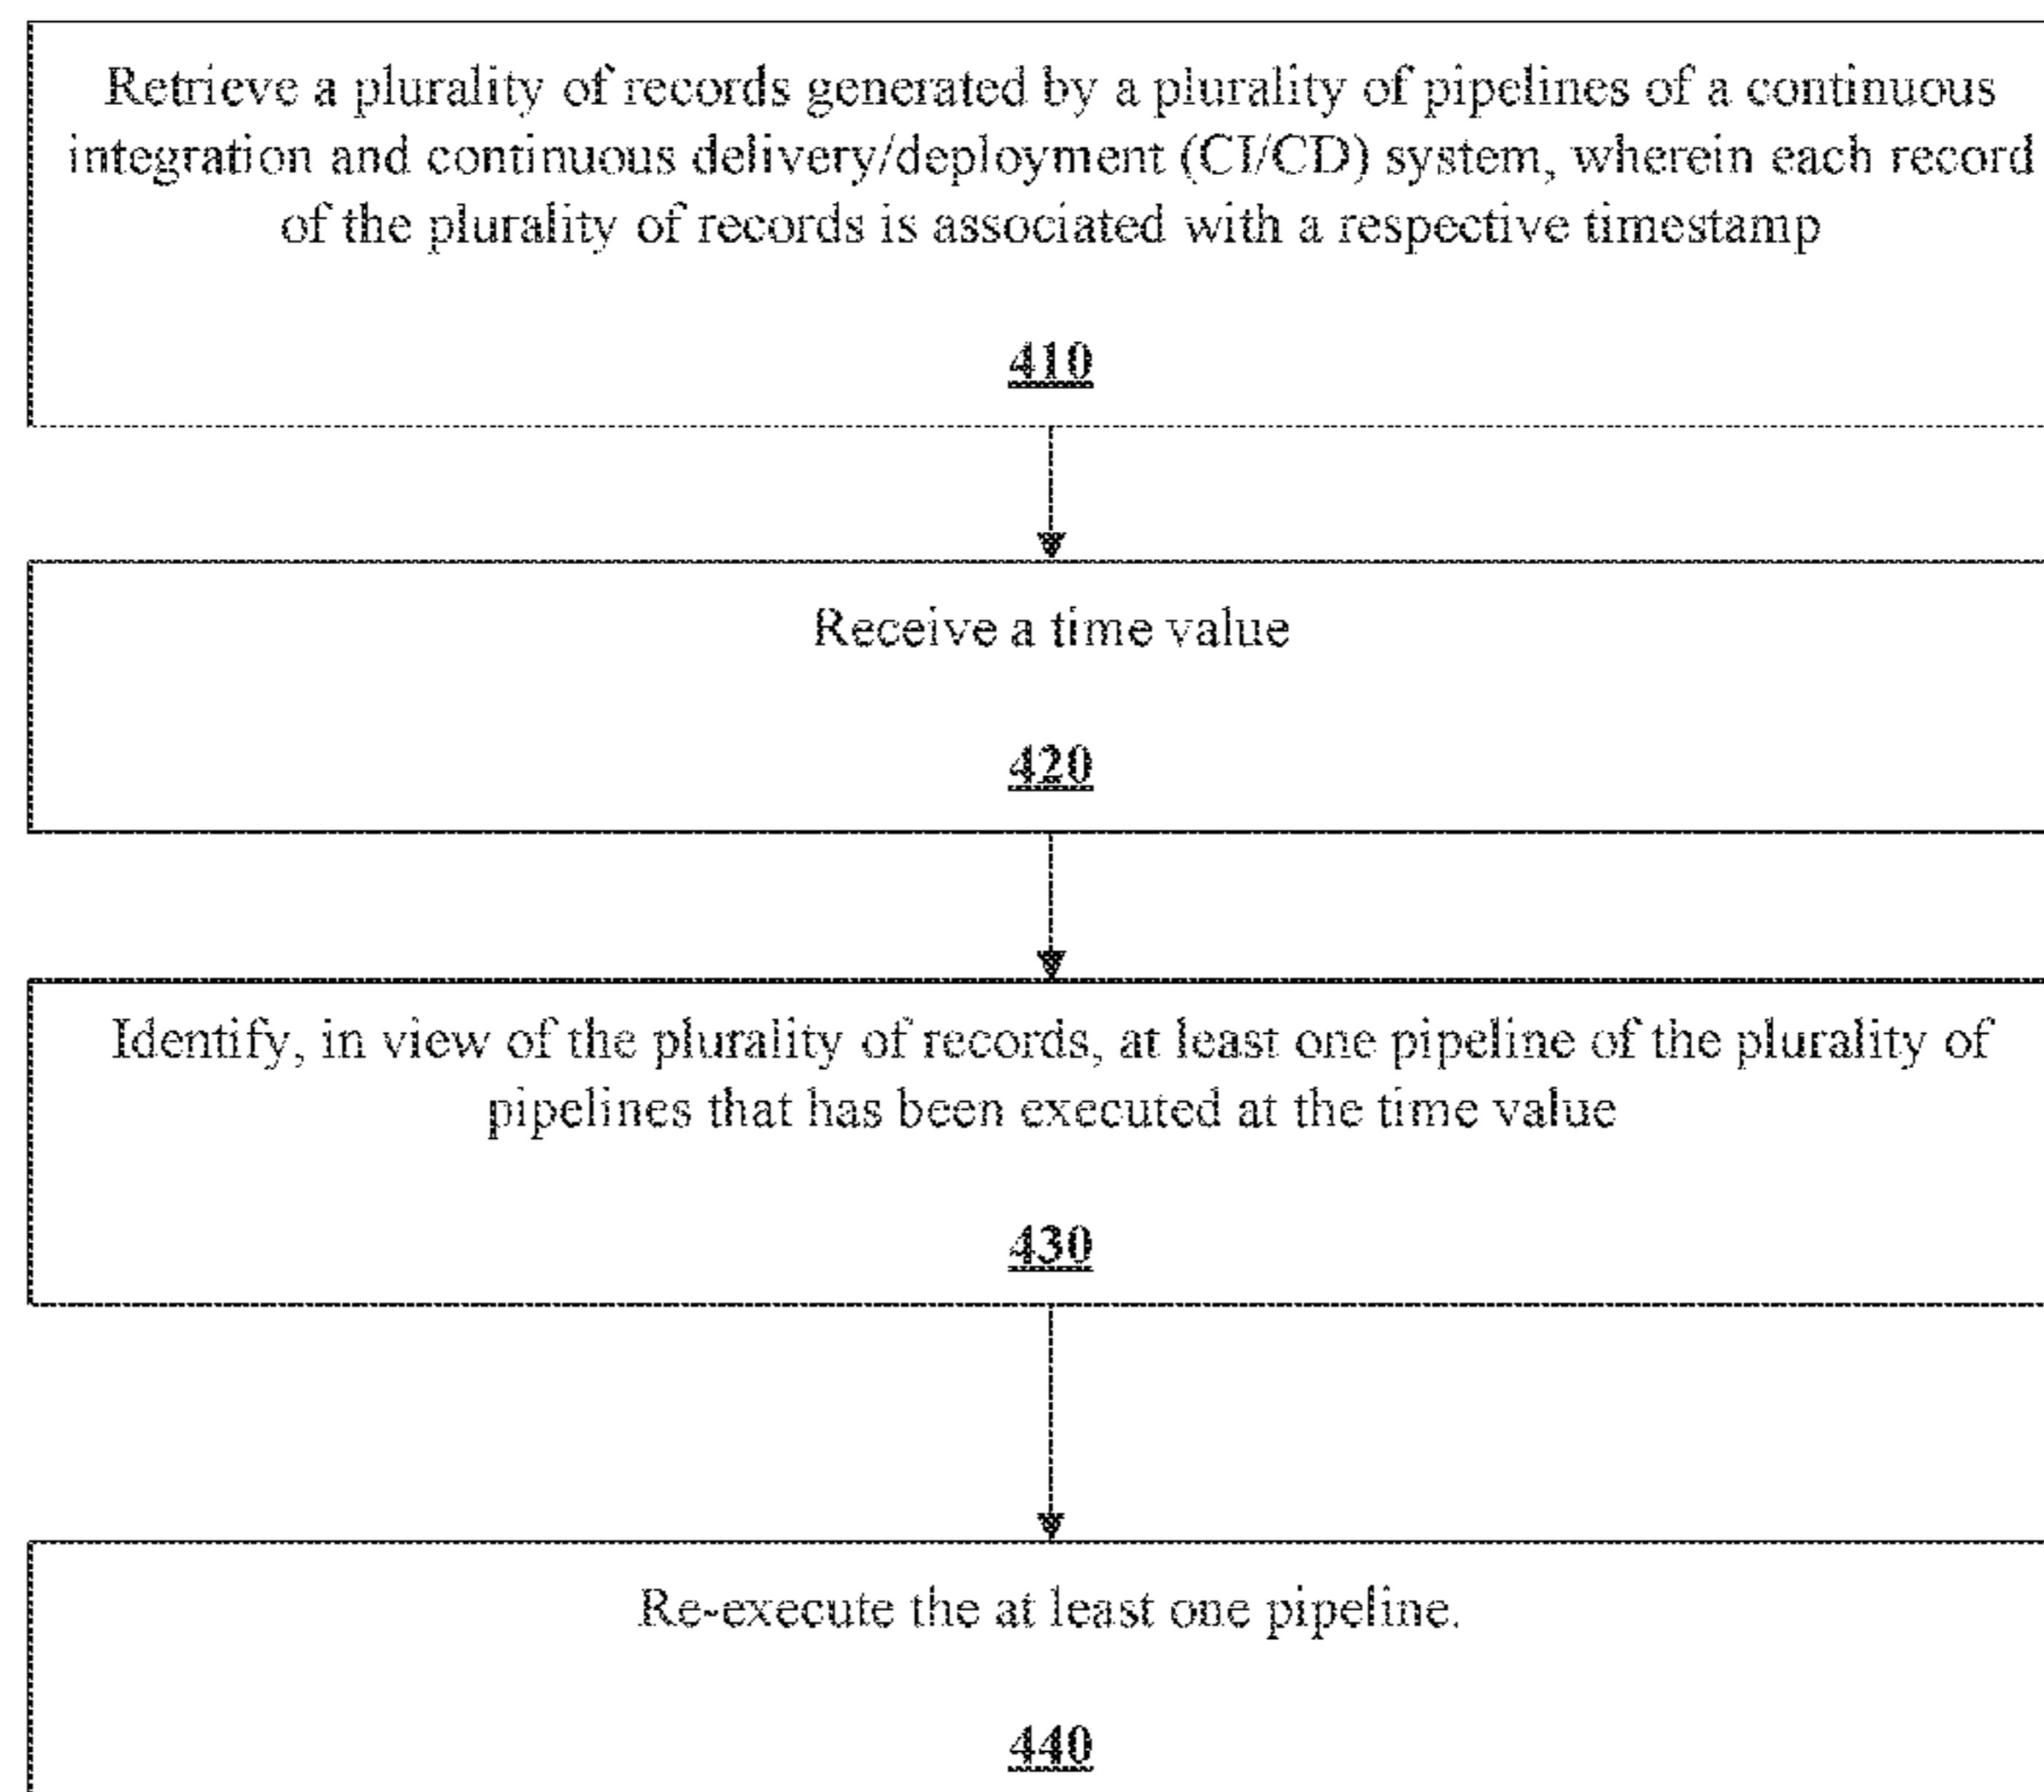 Retrieve a plurality of records generated by a plurality of pipelines of a continuous
integration and continuous delivery/deployment (CI/CD) system, wherein each record
of the plurality of records is associated with a respective timestamp
410
Receive a time value
420
Identify, in view of the plurality of records, at least one pipeline of the plurality of
pipelines that has been executed at the time value
430
Re-execute the at least one pipeline.
440